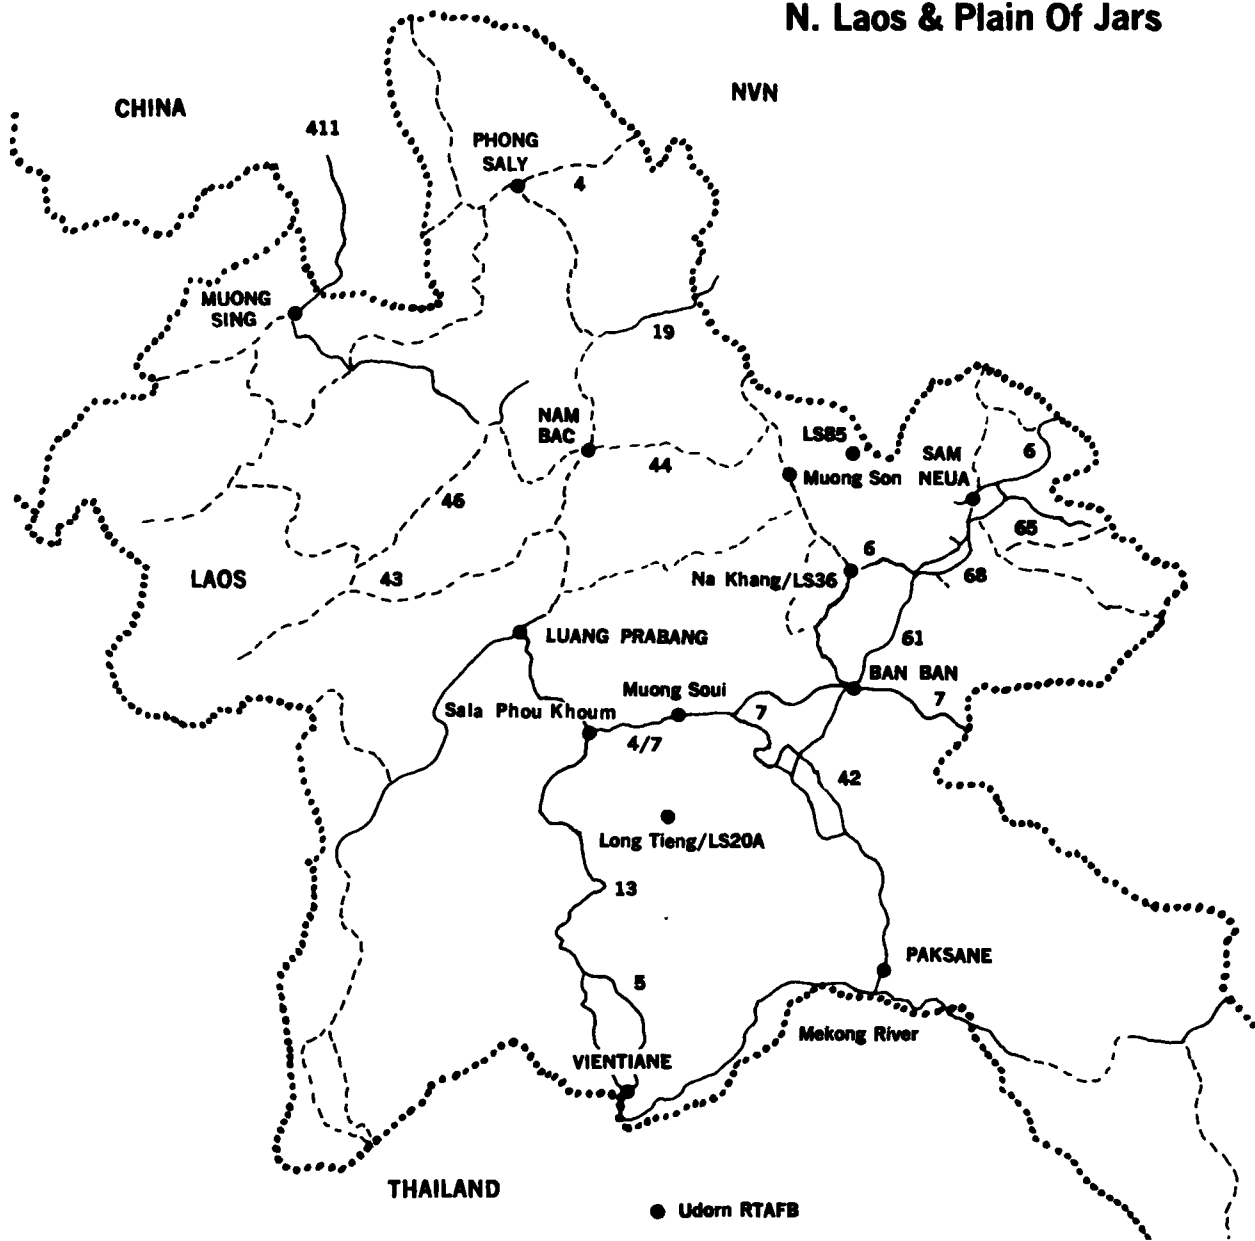 N. Laos & Plain Of Jars
NVN
CHINA
411
PHONG
SALY
4
MUONG
SING
19
NAM
BAC
LS85
SAM
NEUA
6
44
Muong Son
46
65
LAOS
43
6
Na Khang/LS36
68
61
LUANG PRABANG
BAN BAN
Muong Soui
7
Sala Phou Khoum
7
4/7
42
Long Tieng/LS20A
13
PAKSANE
5
Mekong River
VIENTIANE
THAILAND
Udorn RTAFB